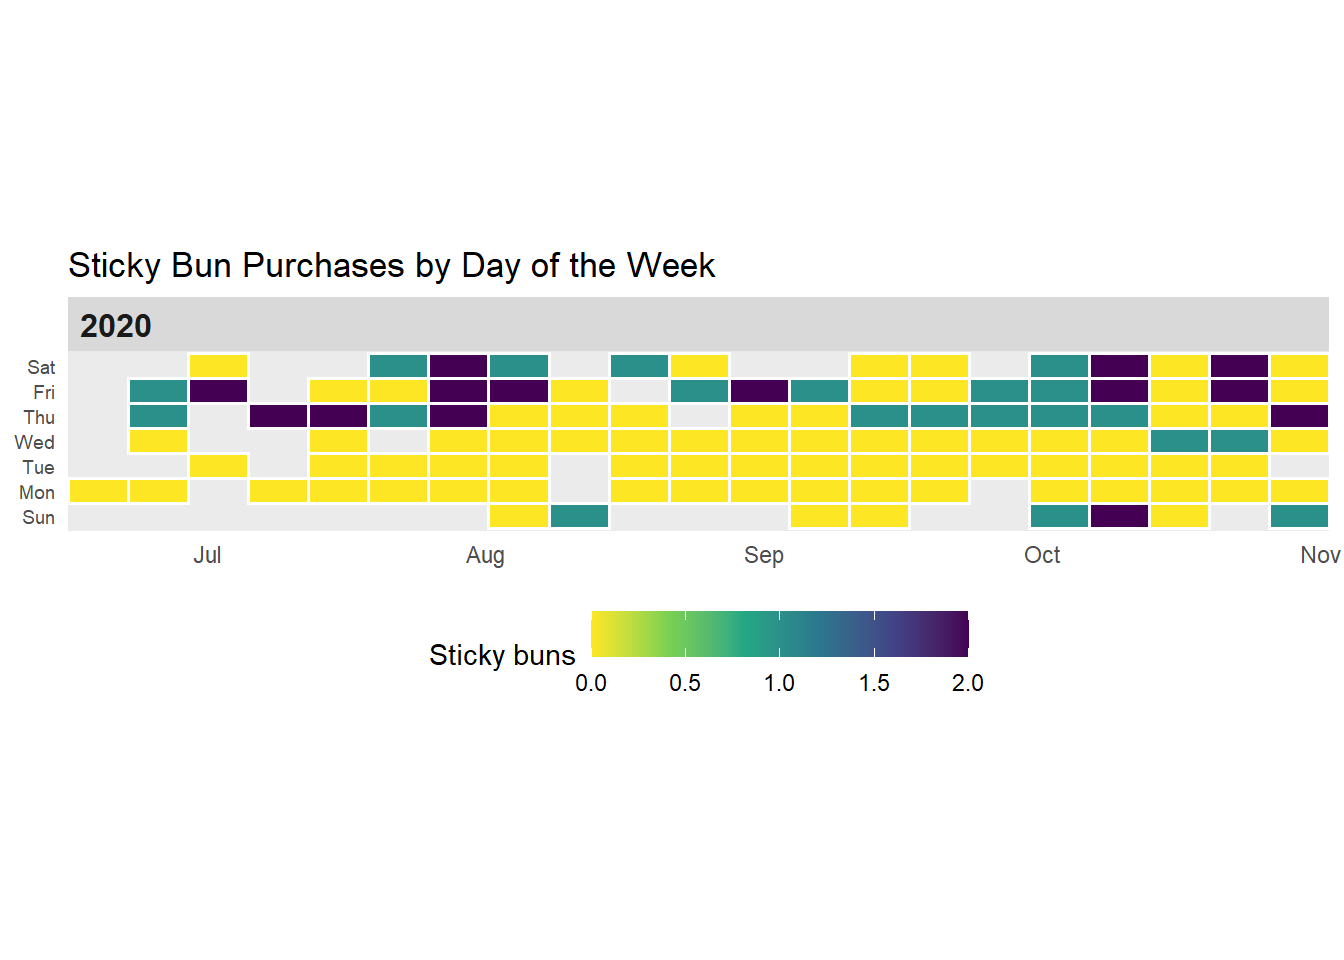 Sticky Bun Purchases by Day of the Week
2020
Sat
Fri
Thu
Wed
Tue
Mon
Sun
Jul Aug Sep Oct Nov
Sticky buns
0.0 0.5 1.0 1.5 2.0